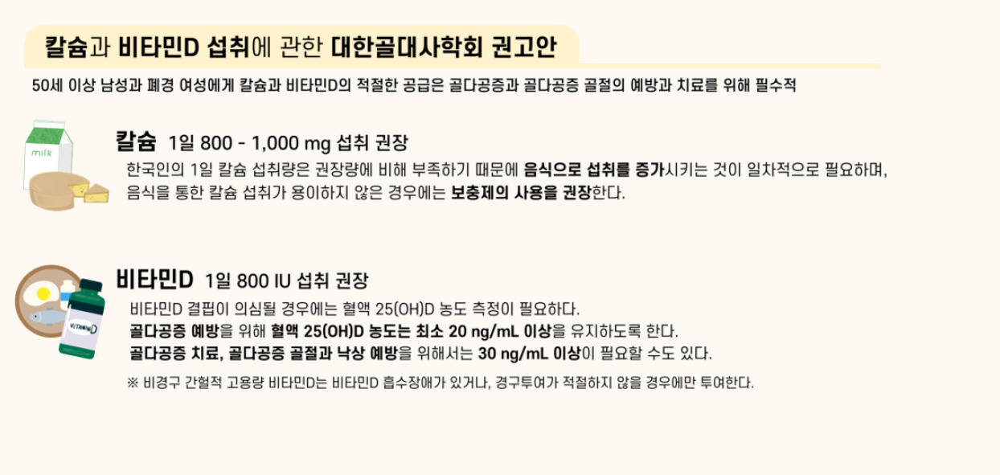 칼슘과 비타민D 섭취에 관한 대한골대사학회 권고안
50세 이상 남성과 폐경 여성에게 칼슘과 비타민D의 적절한 공급은 골다공증과 골다공증 골절의 예방과 치료를 위해 필수적
milk
칼슘 1일 800 - 1,000 mg 섭취 권장
한국인의 1일 칼슘 섭취량은 권장량에 비해 부족하기 때문에 음식으로 섭취를 증가시키는 것이 일차적으로 필요하며,
음식을 통한 칼슘 섭취가 용이하지 않은 경우에는 보충제의 사용을 권장한다.
비타민D 1일 800 IU 섭취 권장
VITAMIN D
비타민D 결핍이 의심될 경우에는 혈액 25(OH)D 농도 측정이 필요하다.
골다공증 예방을 위해 혈액 25(OH)D 농도는 최소 20 ng/mL 이상을 유지하도록 한다.
골다공증 치료, 골다공증 골절과 낙상 예방을 위해서는 30 ng/mL 이상이 필요할 수도 있다.
※ 비경구 간헐적 고용량 비타민D는 비타민D 흡수장애가 있거나, 경구투여가 적절하지 않을 경우에만 투여한다.